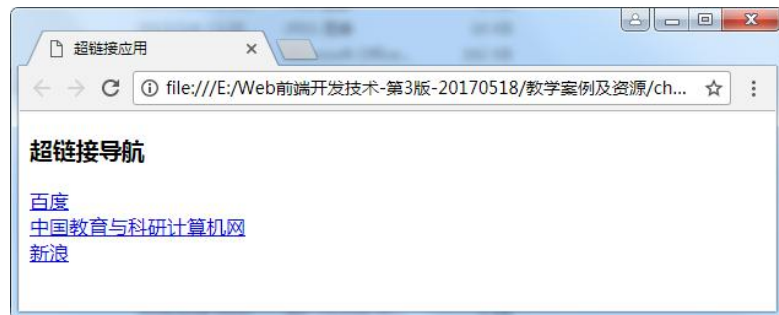 超链接应用
file:///E:/Web前端开发技术-第3版-20170518/教学案例及资源/ch...
超链接导航
百度
中国教育与科研计算机网
新浪